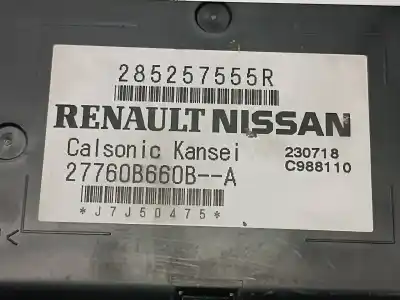 285257555R
RENAULT NISSAN
Calsonic Kansei 230718
27760B660B--A C988110
*J7J50475*